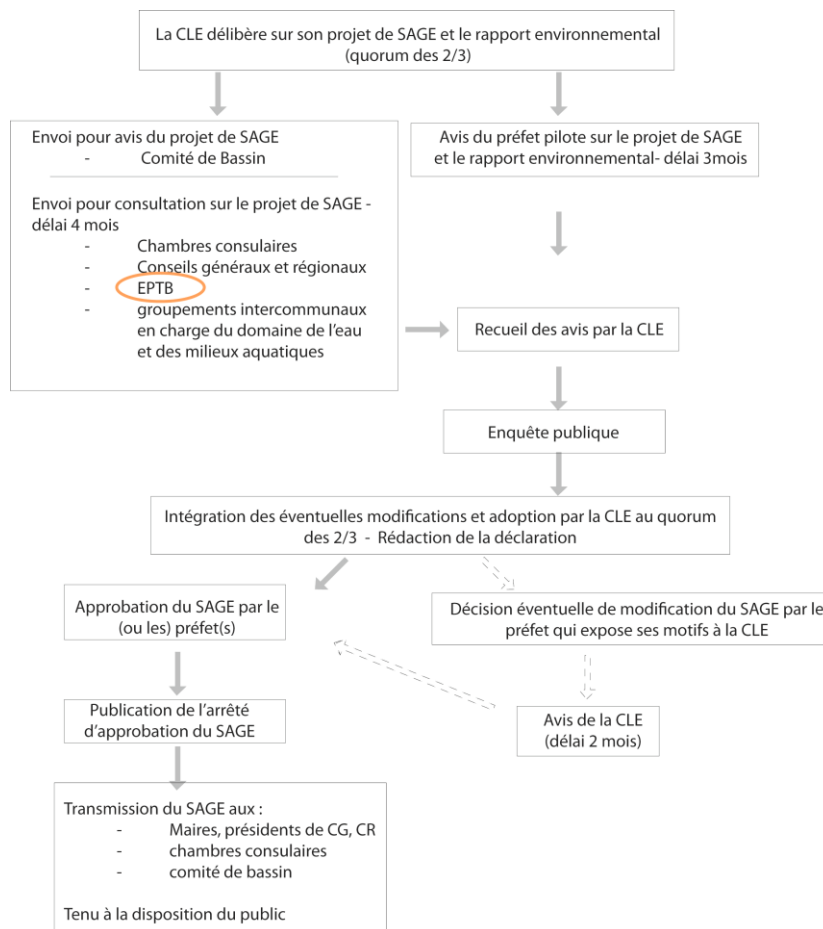 La CLE délibère sur son projet de SAGE et le rapport environnemental
(quorum des 2/3)
Envoi pour avis du projet de SAGE
- Comité de Bassin
Envoi pour consultation sur le projet de SAGE -
délai 4 mois
- Chambres consulaires
- Conseils généraux et régionaux
- EPTB
- groupements intercommunaux
en charge du domaine de l'eau
et des milieux aquatiques
Avis du préfet pilote sur le projet de SAGE
et le rapport environnemental- délai 3mois
Recueil des avis par la CLE
Enquête publique
Intégration des éventuelles modifications et adoption par la CLE au quorum
des 2/3 - Rédaction de la déclaration
Approbation du SAGE par le
(ou les) préfet(s)
Décision éventuelle de modification du SAGE par le
préfet qui expose ses motifs à la CLE
Publication de l'arrêté
d'approbation du SAGE
Avis de la CLE
(délai 2 mois)
Transmission du SAGE aux :
- Maires, présidents de CG, CR
- chambres consulaires
- comité de bassin
Tenu à la disposition du public